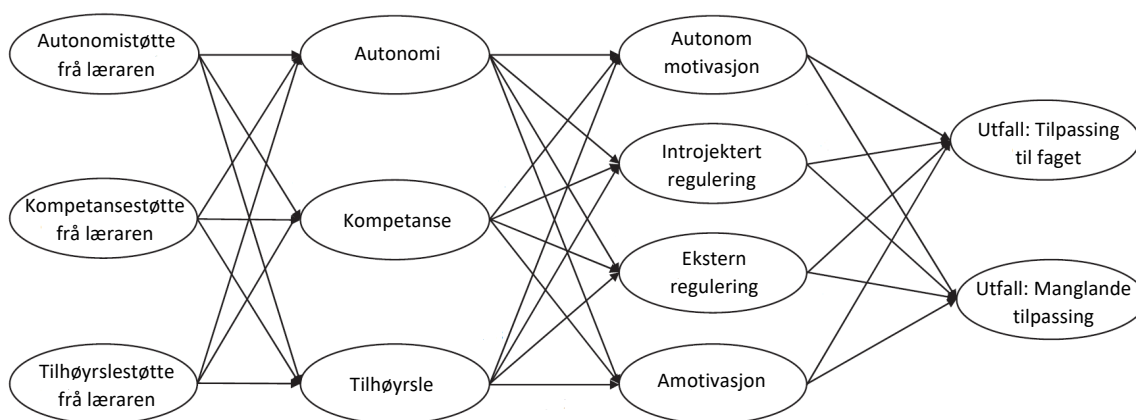 Autonomistøtte
frå læraren
Kompetansestøtte
frå læraren
Tilhøyrslestøtte
frå læraren
Autonomi
Kompetanse
Tilhøyrsle
Autonom
motivasjon
Introjektert
regulering
Ekstern
regulering
Amotivasjon
Utfall: Tilpassing
til faget
Utfall: Manglande
tilpassing